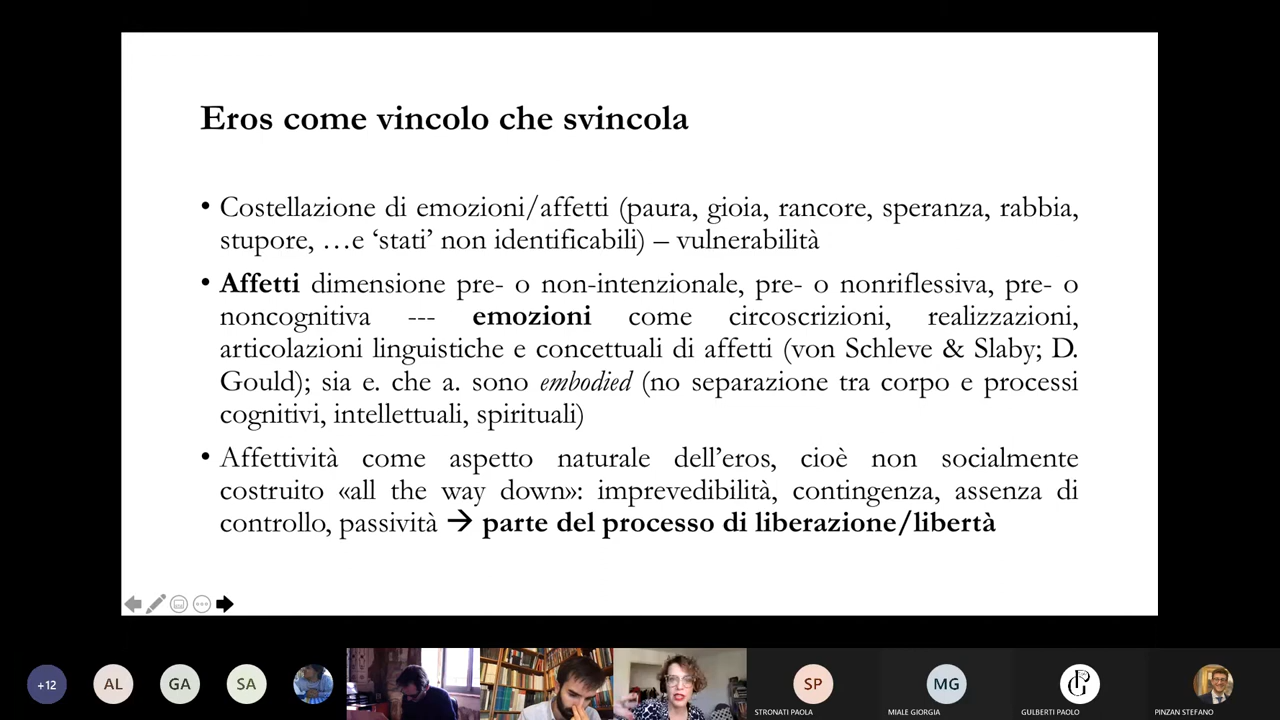 Eros come vincolo che svincola
• Costellazione di emozioni/affetti (paura, gioia, rancore, speranza, rabbia,
stupore, …e ‘stati’ non identificabili) – vulnerabilità
• Affetti dimensione pre- o non-intenzionale, pre- o nonriflessiva, pre- o
noncognitiva --- emozioni come circoscrizioni, realizzazioni,
articolazioni linguistiche e concettuali di affetti (von Schleve & Slaby; D.
Gould); sia e. che a. sono embodied (no separazione tra corpo e processi
cognitivi, intellettuali, spirituali)
• Affettività come aspetto naturale dell’eros, cioè non socialmente
costruito «all the way down»: imprevedibilità, contingenza, assenza di
controllo, passività → parte del processo di liberazione/libertà
+12
AL
GA
SA
SP
MG
STRONATI PAOLA
MIALE GIORGIA
GULBERTI PAOLO
PINZAN STEFANO